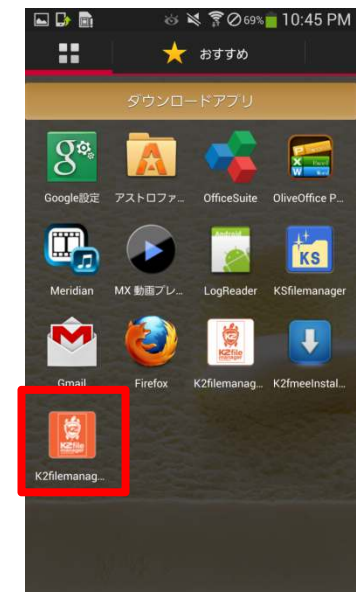 69% 10:45 PM
おすすめ
ダウンロードアプリ
Google設定 アストロファ... OfficeSuite OliveOffice P...
Meridian MX 動画プレ... LogReader KSfilemanager
Gmail Firefox K2filemanag... K2fmeeInstal...
K2filemanag...